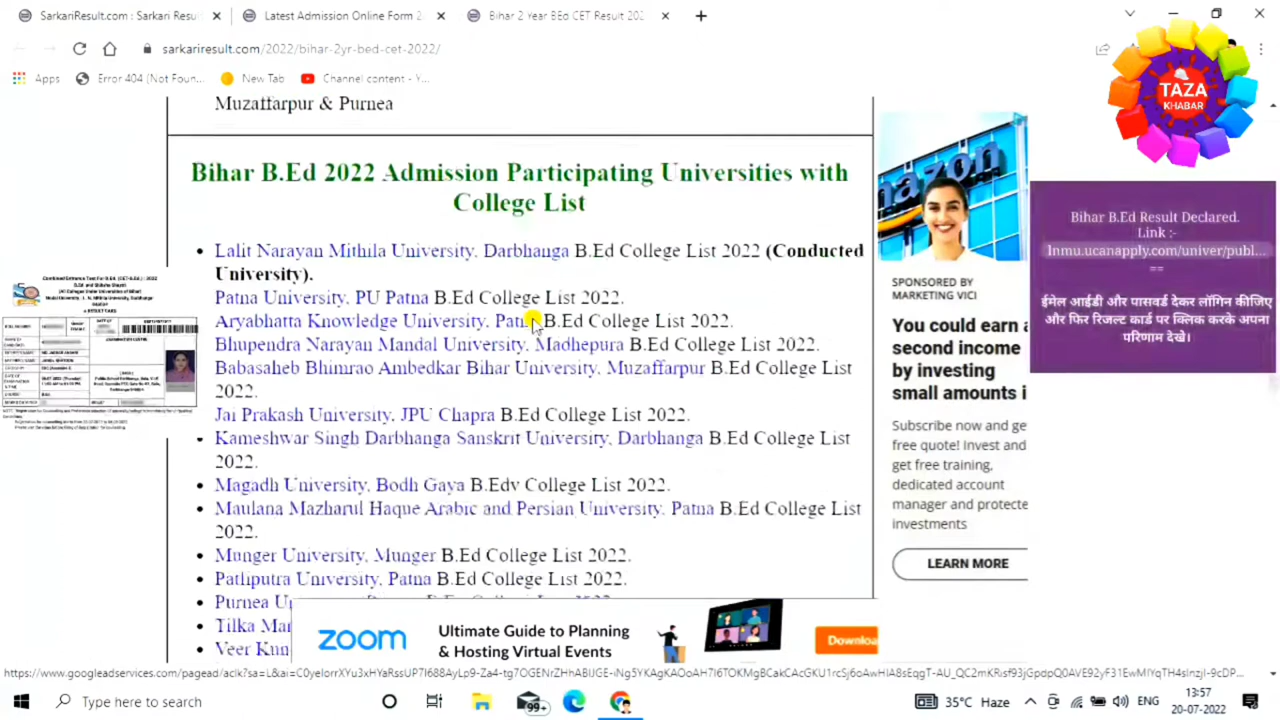 SarkariResult.com : Sarkari Resul
Latest Admission Online Form 2
Bihar 2 Year BEd CET Result 202
sarkariresult.com/2022/bihar-2yr-bed-cet-2022/
Apps
Error 404 (Not Foun...
New Tab
Channel content - Y...
TAZA
KHABAR
Muzaffarpur & Purnea
Bihar B.Ed 2022 Admission Participating Universities with
College List
Lalit Narayan Mithila University, Darbhanga B.Ed College List 2022 (Conducted
University).
Patna University, PU Patna B.Ed College List 2022.
Aryabhatta Knowledge University, Patna B.Ed College List 2022.
Bhupendra Narayan Mandal University, Madhepura B.Ed College List 2022.
Babasaheb Bhimrao Ambedkar Bihar University, Muzaffarpur B.Ed College List
2022.
Jai Prakash University, JPU Chapra B.Ed College List 2022.
Kameshwar Singh Darbhanga Sanskrit University, Darbhanga B.Ed College List
2022.
Magadh University, Bodh Gaya B.Edv College List 2022.
Maulana Mazharul Haque Arabic and Persian University, Patna B.Ed College List
2022.
Munger University, Munger B.Ed College List 2022.
Patliputra University, Patna B.Ed College List 2022.
Purnea U
Tilka Ma
Veer Kun
zoom
Ultimate Guide to Planning
& Hosting Virtual Events
Downloa
amazon
SPONSORED BY
MARKETING VICI
You could earn a
second income
by investing
small amounts i
Subscribe now and ge
free quote! Invest and
get free training,
dedicated account
manager and protecte
investments
LEARN MORE
Bihar B.Ed Result Declared.
Link :-
lnmu.ucanapply.com/univer/publ...
==
ईमेल आईडी और पासवर्ड देकर लॉगिन कीजिए
और फिर रिजल्ट कार्ड पर क्लिक करके अपना
परिणाम देखे।
Type here to search
99+
35°C Haze
ENG
13:57
20-07-2022